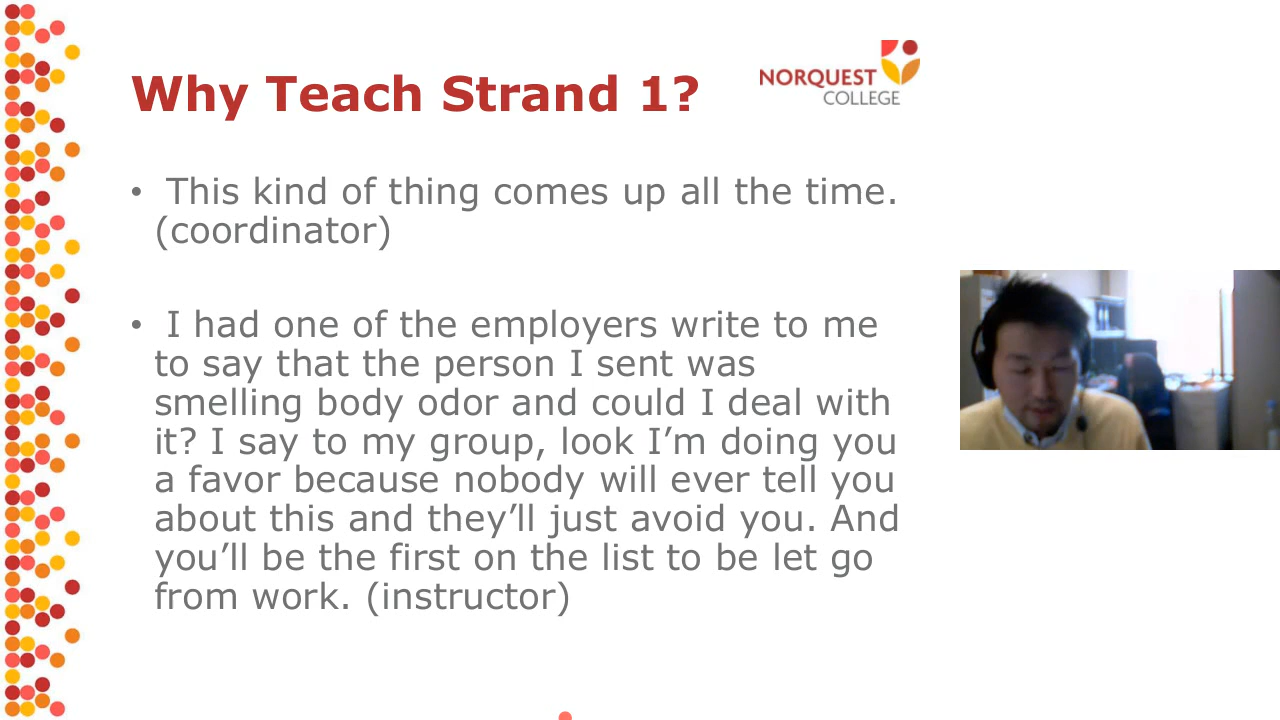 Why Teach Strand 1?
NORQUEST
COLLEGE
• This kind of thing comes up all the time.
(coordinator)
• I had one of the employers write to me
to say that the person I sent was
smelling body odor and could I deal with
it? I say to my group, look I’m doing you
a favor because nobody will ever tell you
about this and they’ll just avoid you. And
you’ll be the first on the list to be let go
from work. (instructor)